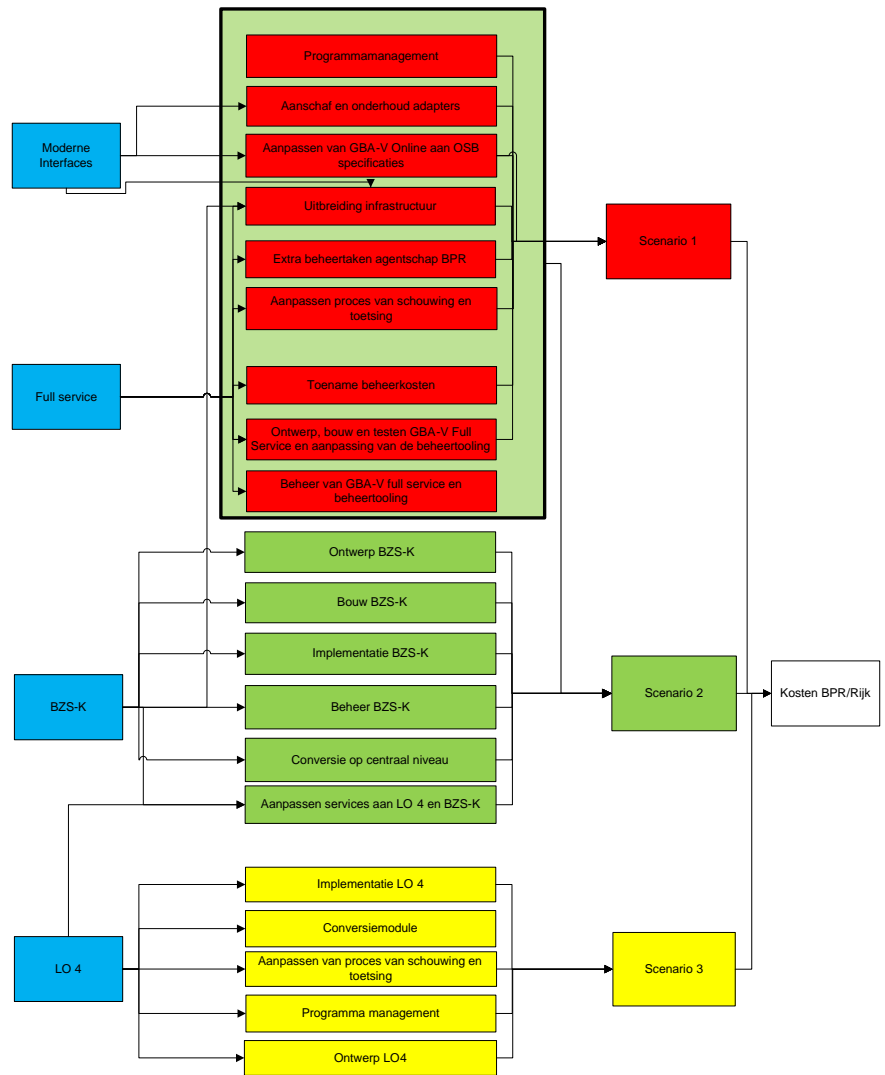 Programmamanagement
Aanschaf en onderhoud adapters
Moderne
Interfaces
Aanpassen van GBA-V Online aan OSB
specificaties
Uitbreiding infrastructuur
Scenario 1
Extra beheertaken agentschap BPR
Aanpassen proces van schouwing en
toetsing
Full service
Toename beheerkosten
Ontwerp, bouw en testen GBA-V Full
Service en aanpassing van de beheertooling
Beheer van GBA-V full service en
beheertooling
Ontwerp BZS-K
Bouw BZS-K
Implementatie BZS-K
BZS-K
Beheer BZS-K
Scenario 2
Kosten BPR/Rijk
Conversie op centraal niveau
Aanpassen services aan LO 4 en BZS-K
Implementatie LO 4
Conversiemodule
LO 4
Aanpassen van proces van schouwing en
toetsing
Scenario 3
Programma management
Ontwerp LO4